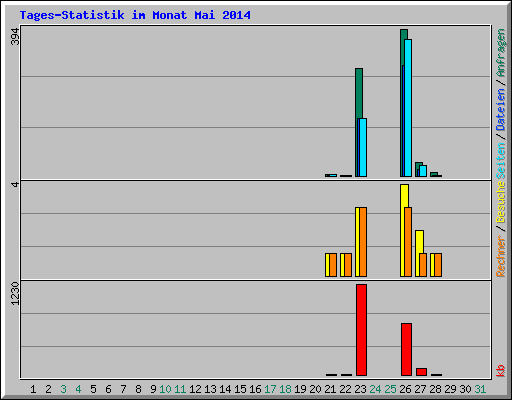 Tages-Statistik im Monat Mai 2014
394
4
1230
Rechner / Besuche Seiten / Dateien / Anfragen
kb
1 2 3 4 5 6 7 8 9 10 11 12 13 14 15 16 17 18 19 20 21 22 23 24 25 26 27 28 29 30 31